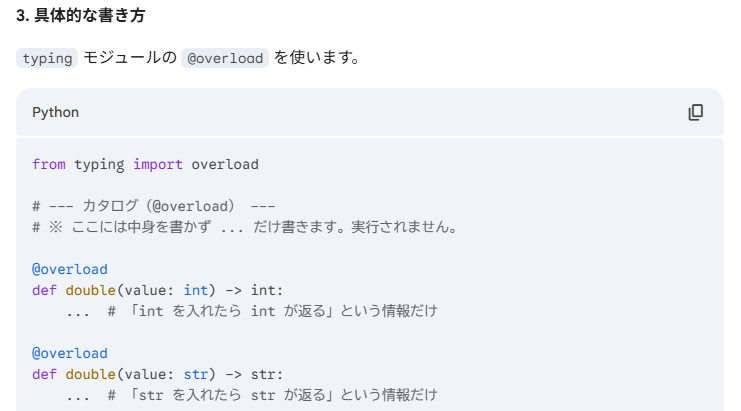 3. 具体的な書き方
typing モジュールの @overload を使います。
Python
from typing import overload
# --- カタログ（@overload） ---
# ※ ここには中身を書かず ... だけ書きます。実行されません。
@overload
def double(value: int) -> int:
    ...  # 「int を入れたら int が返る」という情報だけ
@overload
def double(value: str) -> str:
    ...  # 「str を入れたら str が返る」という情報だけ